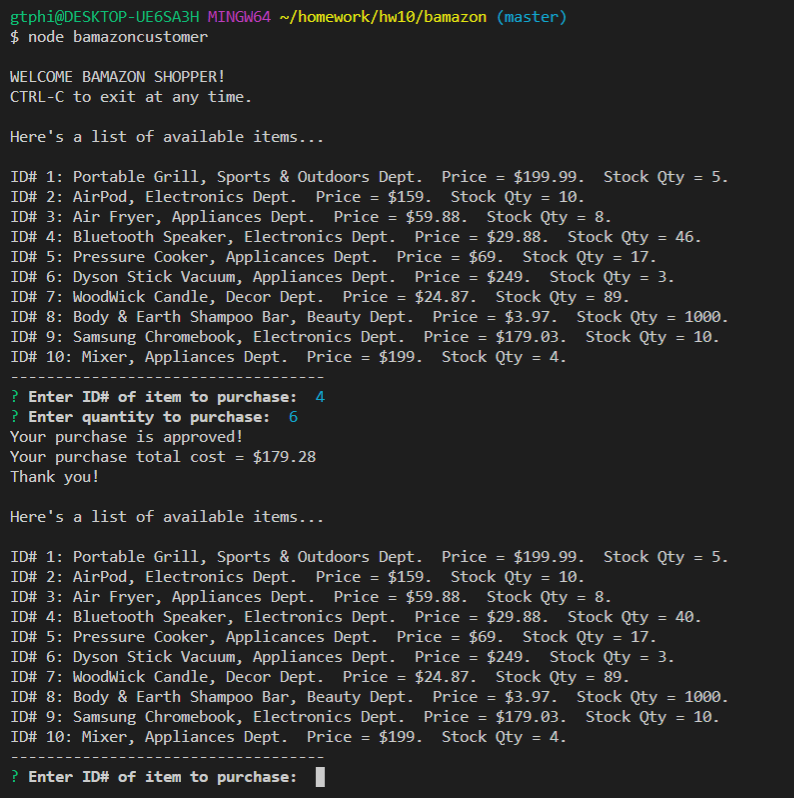 gtphi@DESKTOP-UE6SA3H MINGW64 ~/homework/hw10/bamazon (master)
$ node bamazoncustomer
WELCOME BAMAZON SHOPPER!
CTRL-C to exit at any time.
Here's a list of available items...
ID# 1: Portable Grill, Sports & Outdoors Dept.  Price = $199.99.  Stock Qty = 5.
ID# 2: AirPod, Electronics Dept.  Price = $159.  Stock Qty = 10.
ID# 3: Air Fryer, Appliances Dept.  Price = $59.88.  Stock Qty = 8.
ID# 4: Bluetooth Speaker, Electronics Dept.  Price = $29.88.  Stock Qty = 46.
ID# 5: Pressure Cooker, Applicances Dept.  Price = $69.  Stock Qty = 17.
ID# 6: Dyson Stick Vacuum, Appliances Dept.  Price = $249.  Stock Qty = 3.
ID# 7: WoodWick Candle, Decor Dept.  Price = $24.87.  Stock Qty = 89.
ID# 8: Body & Earth Shampoo Bar, Beauty Dept.  Price = $3.97.  Stock Qty = 1000.
ID# 9: Samsung Chromebook, Electronics Dept.  Price = $179.03.  Stock Qty = 10.
ID# 10: Mixer, Appliances Dept.  Price = $199.  Stock Qty = 4.
-----------------------------------
? Enter ID# of item to purchase:  4
? Enter quantity to purchase:  6
Your purchase is approved!
Your purchase total cost = $179.28
Thank you!
Here's a list of available items...
ID# 1: Portable Grill, Sports & Outdoors Dept.  Price = $199.99.  Stock Qty = 5.
ID# 2: AirPod, Electronics Dept.  Price = $159.  Stock Qty = 10.
ID# 3: Air Fryer, Appliances Dept.  Price = $59.88.  Stock Qty = 8.
ID# 4: Bluetooth Speaker, Electronics Dept.  Price = $29.88.  Stock Qty = 40.
ID# 5: Pressure Cooker, Applicances Dept.  Price = $69.  Stock Qty = 17.
ID# 6: Dyson Stick Vacuum, Appliances Dept.  Price = $249.  Stock Qty = 3.
ID# 7: WoodWick Candle, Decor Dept.  Price = $24.87.  Stock Qty = 89.
ID# 8: Body & Earth Shampoo Bar, Beauty Dept.  Price = $3.97.  Stock Qty = 1000.
ID# 9: Samsung Chromebook, Electronics Dept.  Price = $179.03.  Stock Qty = 10.
ID# 10: Mixer, Appliances Dept.  Price = $199.  Stock Qty = 4.
-----------------------------------
? Enter ID# of item to purchase: